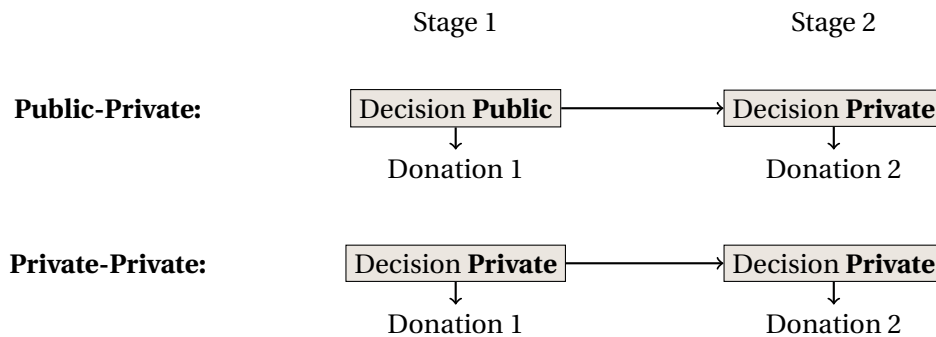 Stage 1 Stage 2
Public-Private: Decision Public Decision Private
Donation 1 Donation 2
Private-Private: Decision Private Decision Private
Donation 1 Donation 2